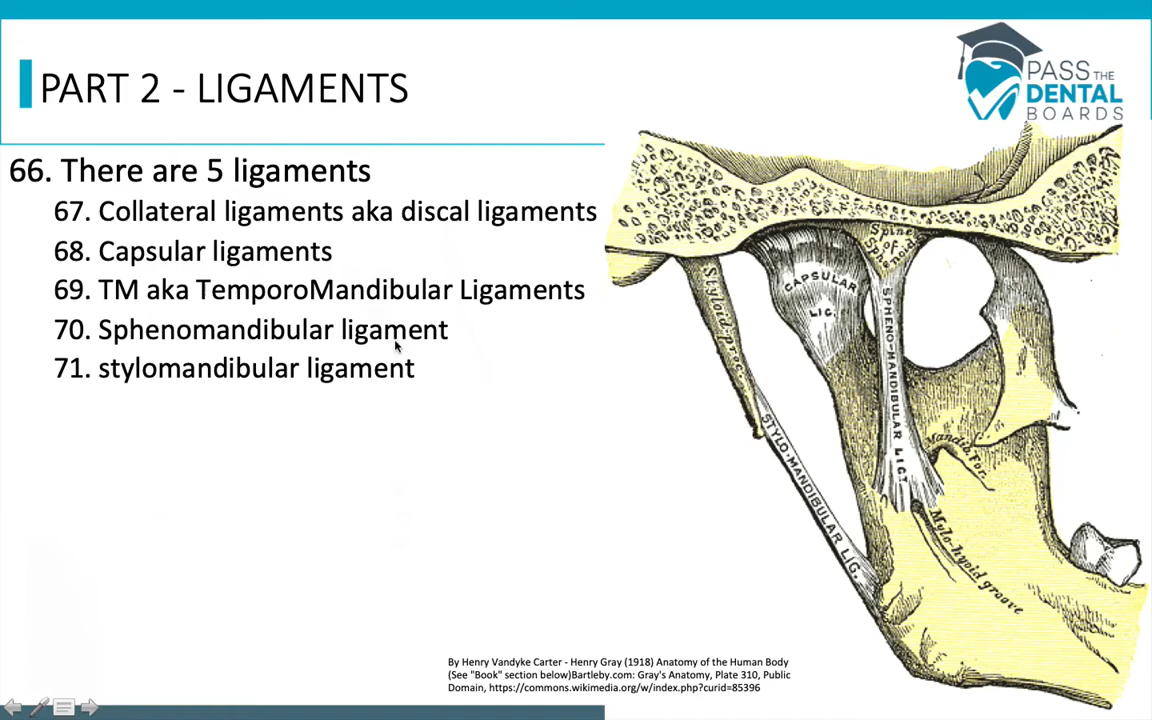 PART 2 - LIGAMENTS
PASS THE
DENTAL
BOARDS
66. There are 5 ligaments
67. Collateral ligaments aka discal ligaments
68. Capsular ligaments
69. TM aka TemporoMandibular Ligaments
70. Sphenomandibular ligament
71. stylomandibular ligament
Spine
of
Sphenoid
CAPSULAR
LIG.
Styloid proc.
SPHENO-MANDIBULAR LIGT
STYLO-MANDIBULAR LIG.
Mandib. For.
Mylo-hyoid groove
By Henry Vandyke Carter - Henry Gray (1918) Anatomy of the Human Body
(See "Book" section below)Bartleby.com: Gray's Anatomy, Plate 310, Public
Domain, https://commons.wikimedia.org/w/index.php?curid=85396